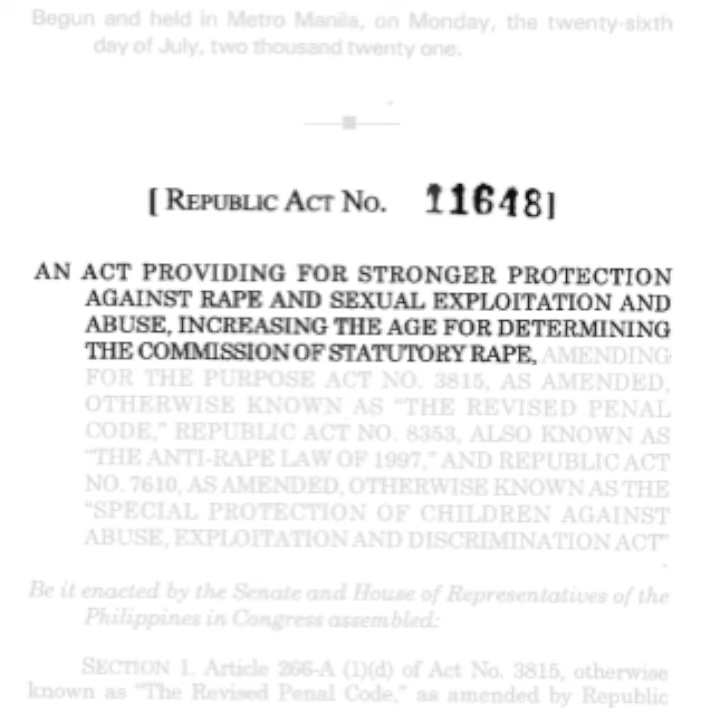 Begun and held in Metro Manila, on Monday, the twenty-sixth
day of July, two thousand twenty one.
[ REPUBLIC ACT NO. 11648]
AN ACT PROVIDING FOR STRONGER PROTECTION
AGAINST RAPE AND SEXUAL EXPLOITATION AND
ABUSE, INCREASING THE AGE FOR DETERMINING
THE COMMISSION OF STATUTORY RAPE, AMENDING
FOR THE PURPOSE ACT NO. 3815, AS AMENDED,
OTHERWISE KNOWN AS "THE REVISED PENAL
CODE," REPUBLIC ACT NO. 8353, ALSO KNOWN AS
"THE ANTI-RAPE LAW OF 1997," AND REPUBLIC ACT
NO. 7610, AS AMENDED, OTHERWISE KNOWN AS THE
"SPECIAL PROTECTION OF CHILDREN AGAINST
ABUSE, EXPLOITATION AND DISCRIMINATION ACT"
Be it enacted by the Senate and House of Representatives of the
Philippines in Congress assembled:
SECTION 1. Article 266-A (1)(d) of Act No. 3815, otherwise
known as "The Revised Penal Code," as amended by Republic